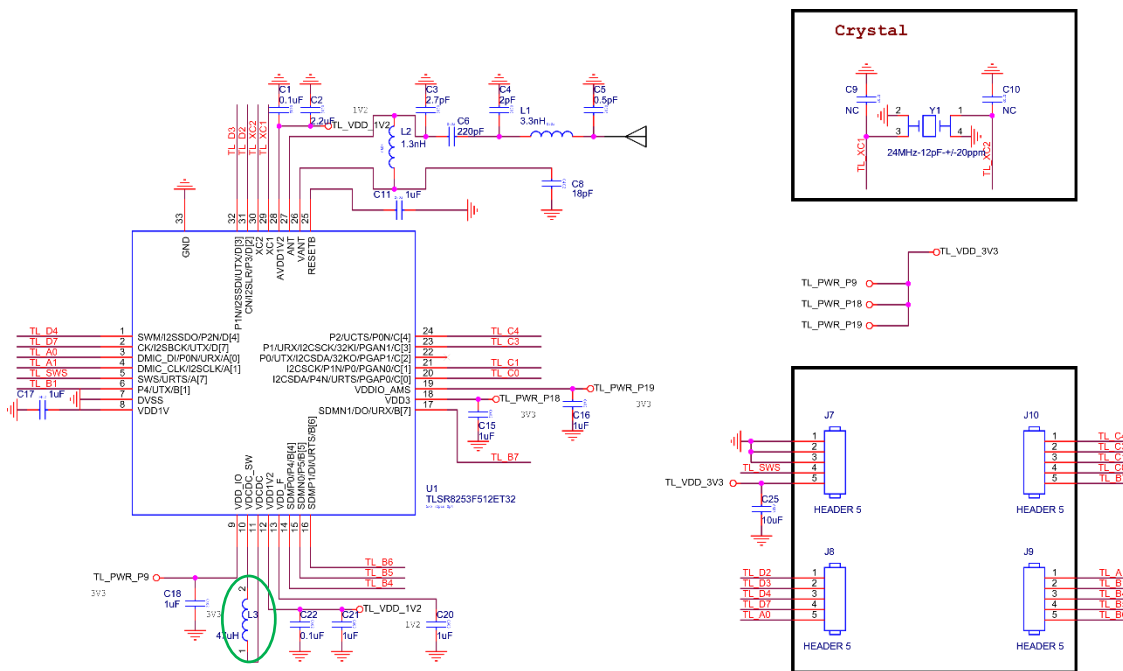 Crystal
C1
0.1uF
C2
2.2uF
1V2
TL_VDD_1V2
C3
2.7pF
C4
2pF
C5
0.5pF
L1
3.3nH
C6
220pF
L2
1.3nH
C11
1uF
C8
18pF
TL_D3
TL_D2
TL_XC2
TL_XC1
C9
NC
C10
NC
2
3
Y1
1
4
24MHz-12pF-+/-20ppm
TL_XC1
TL_XC2
33
32
31
30
29
28
27
26
25
GND
P1N/I2SSDI/UTX/D[3]
CN/I2SLR/P3/D[2]
XC2
XC1
AVDD1V2
ANT
VANT
RESETB
TL_VDD_3V3
TL_PWR_P9
TL_PWR_P18
TL_PWR_P19
TL_D4
TL_D7
TL_A0
TL_A1
TL_SWS
TL_B1
C17
1uF
1
2
3
4
5
6
7
8
SWM/I2SSDO/P2N/D[4]
CK/I2SBCK/UTX/D[7]
DMIC_DI/P0N/URX/A[0]
DMIC_CLK/I2SCLK/A[1]
SWS/URTS/A[7]
P4/UTX/B[1]
DVSS
VDD1V
P2/UCTS/P0N/C[4]
P1/URX/I2CSCK/32KI/PGAN1/C[3]
P0/UTX/I2CSDA/32KO/PGAP1/C[2]
I2CSCK/P1N/P0/PGAN0/C[1]
I2CSDA/P4N/URTS/PGAP0/C[0]
VDDIO_AMS
VDD3
SDMN1/DO/URX/B[7]
24
23
22
21
20
19
18
17
TL_C4
TL_C3
TL_C1
TL_C0
TL_PWR_P19
3V3
TL_PWR_P18
3V3
C15
1uF
C16
1uF
TL_B7
U1
TLSR8253F512ET32
VDD_IO
VDCDC_SW
VDCDC
VDD1V2
VDD_F
SDMP0/P4/B[4]
SDMN0/P5/B[5]
SDMP1/DI/URTS/B[6]
9
10
11
12
13
14
15
16
TL_B6
TL_B5
TL_B4
TL_PWR_P9
3V3
C18
1uF
3V3
2
L3
1
C22
0.1uF
C21
1uF
TL_VDD_1V2
1V2
C20
1uF
J7
1
2
3
4
5
HEADER 5
TL_SWS
TL_VDD_3V3
C25
10uF
J10
1
2
3
4
5
HEADER 5
J8
1
2
3
4
5
HEADER 5
TL_D2
TL_D3
TL_D4
TL_D7
TL_A0
J9
1
2
3
4
5
HEADER 5